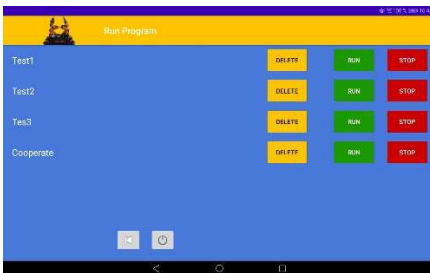 Run Program
Test1 DELETE RUN STOP
Test2 DELETE RUN STOP
Tes3 DELETE RUN STOP
Cooperate DELETE RUN STOP